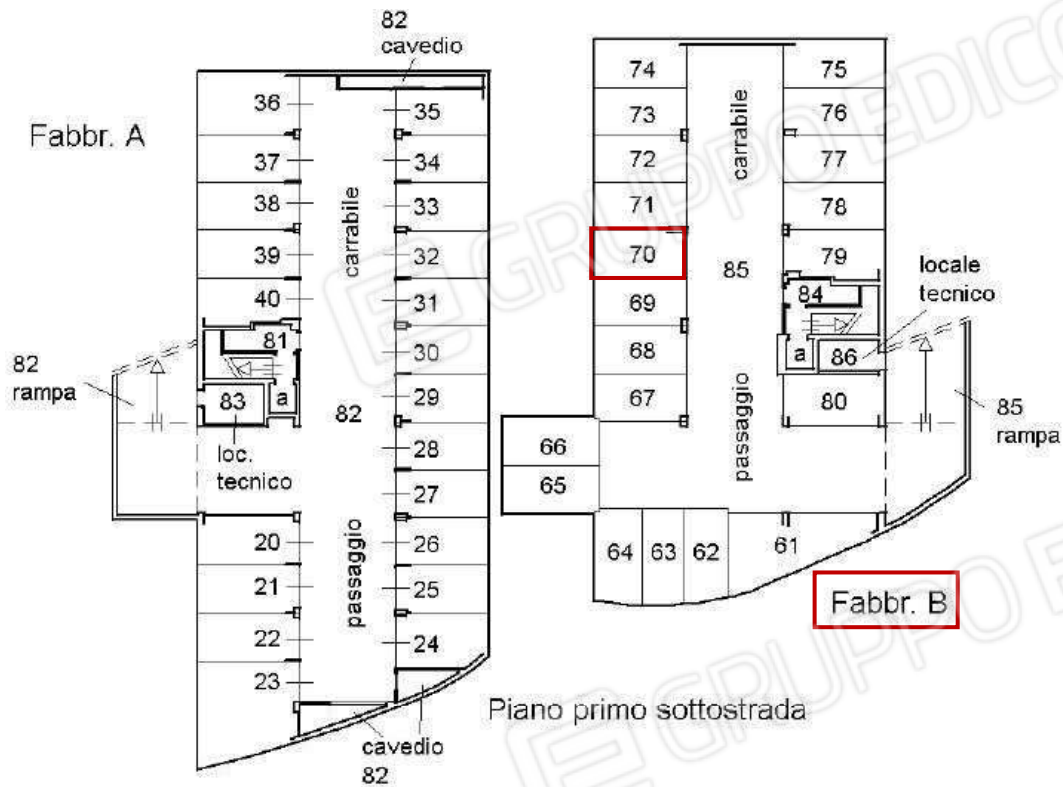 82
cavedio
Fabbr. A
36
35
37
34
38
33
carrabile
39
32
40
31
81
30
82
rampa
83
a
29
82
loc.
tecnico
28
27
20
26
21
passaggio
25
22
24
23
cavedio
82
74
75
73
carrabile
76
72
77
71
78
70
85
79
locale
tecnico
69
84
68
a
86
67
80
85
rampa
66
passaggio
65
64
63
62
61
Fabbr. B
Piano primo sottostrada
GRUPPO EDICO
GRUPPO E